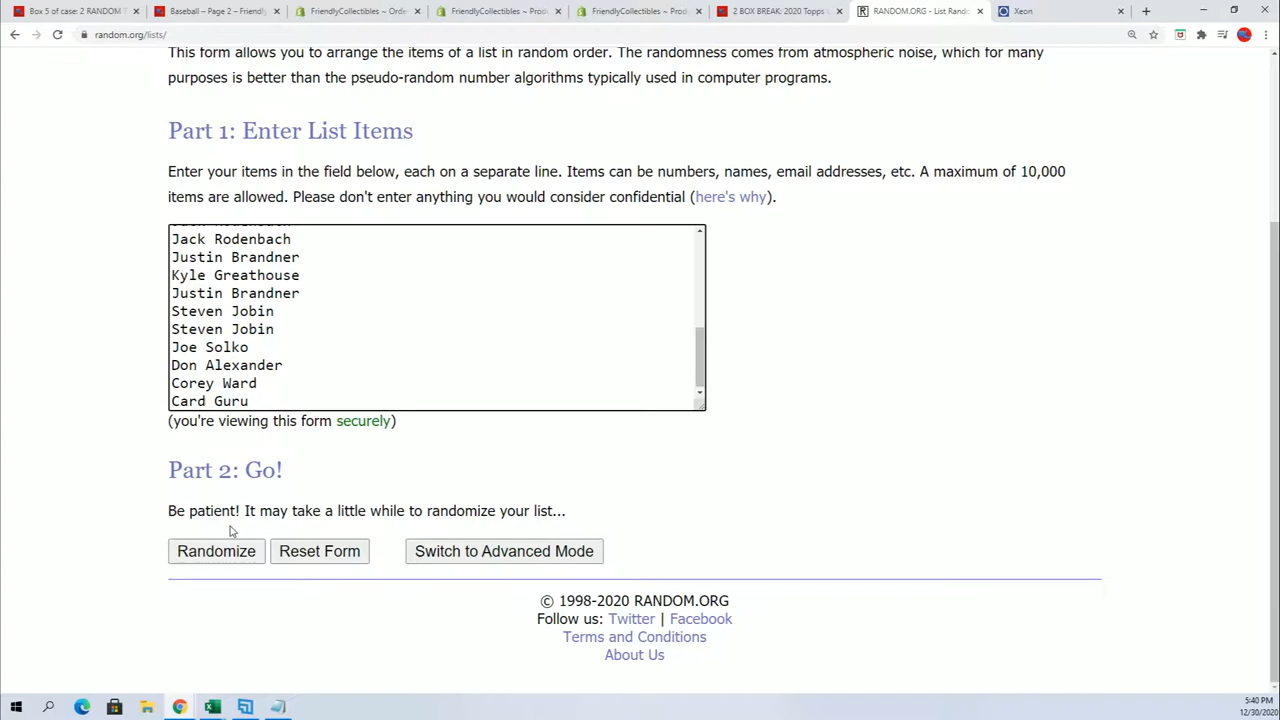 Box 5 of case: 2 RANDOM T
Baseball – Page 2 – Friendly
FriendlyCollectibles ~ Orde
FriendlyCollectibles ~ Prod
FriendlyCollectibles ~ Prod
2 BOX BREAK: 2020 Topps
RANDOM.ORG - List Rando
Xeon
random.org/lists/
This form allows you to arrange the items of a list in random order. The randomness comes from atmospheric noise, which for many
purposes is better than the pseudo-random number algorithms typically used in computer programs.
Part 1: Enter List Items
Enter your items in the field below, each on a separate line. Items can be numbers, names, email addresses, etc. A maximum of 10,000
items are allowed. Please don't enter anything you would consider confidential (here's why).
Jack Rodenbach
Justin Brandner
Kyle Greathouse
Justin Brandner
Steven Jobin
Steven Jobin
Joe Solko
Don Alexander
Corey Ward
Card Guru
(you're viewing this form securely)
Part 2: Go!
Be patient! It may take a little while to randomize your list...
Randomize
Reset Form
Switch to Advanced Mode
© 1998-2020 RANDOM.ORG
Follow us: Twitter | Facebook
Terms and Conditions
About Us
5:40 PM
12/30/2020